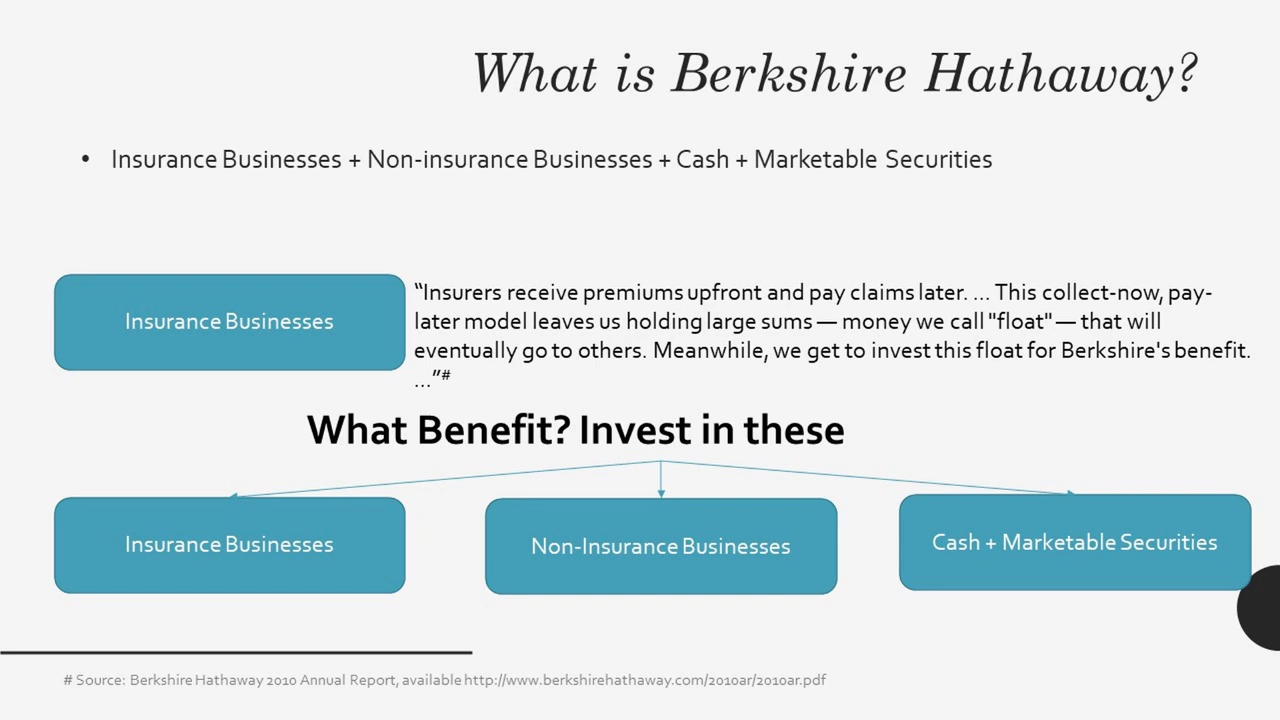 What is Berkshire Hathaway?
• Insurance Businesses + Non-insurance Businesses + Cash + Marketable Securities
Insurance Businesses
“Insurers receive premiums upfront and pay claims later. … This collect-now, pay-
later model leaves us holding large sums — money we call "float" — that will
eventually go to others. Meanwhile, we get to invest this float for Berkshire's benefit.
…”#
What Benefit? Invest in these
Insurance Businesses
Non-Insurance Businesses
Cash + Marketable Securities
# Source: Berkshire Hathaway 2010 Annual Report, available http://www.berkshirehathaway.com/2010ar/2010ar.pdf